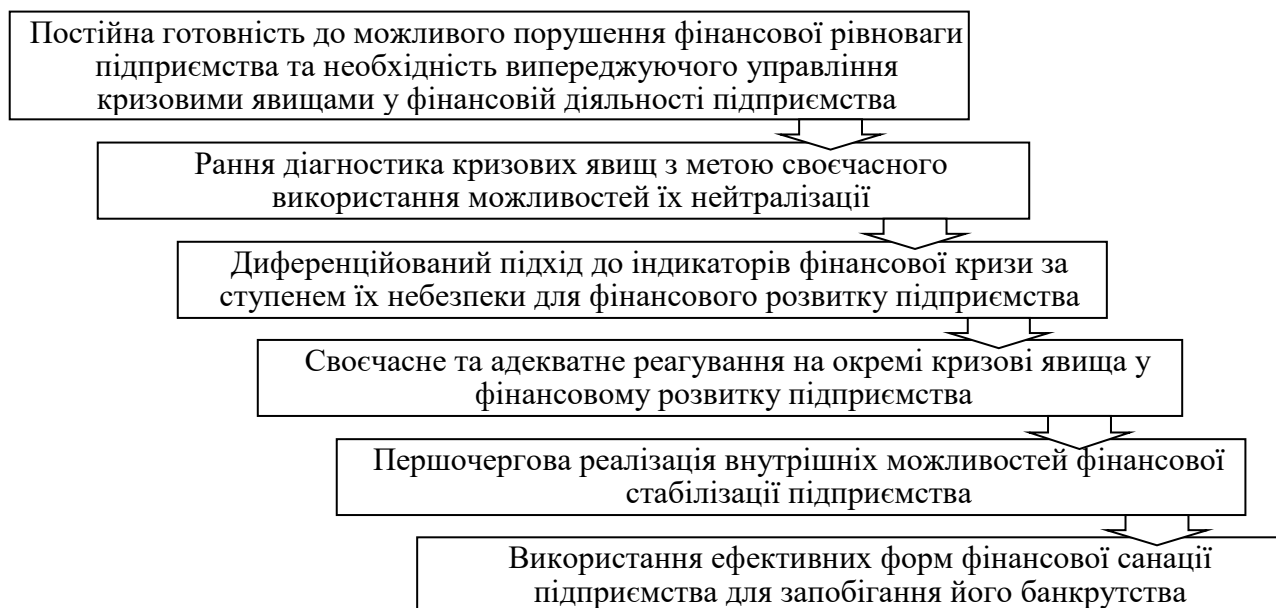 Постійна готовність до можливого порушення фінансової рівноваги
підприємства та необхідність випереджуючого управління
кризовими явищами у фінансовій діяльності підприємства
Рання діагностика кризових явищ з метою своєчасного
використання можливостей їх нейтралізації
Диференційований підхід до індикаторів фінансової кризи за
ступенем їх небезпеки для фінансового розвитку підприємства
Своєчасне та адекватне реагування на окремі кризові явища у
фінансовому розвитку підприємства
Першочергова реалізація внутрішніх можливостей фінансової
стабілізації підприємства
Використання ефективних форм фінансової санації
підприємства для запобігання його банкрутства